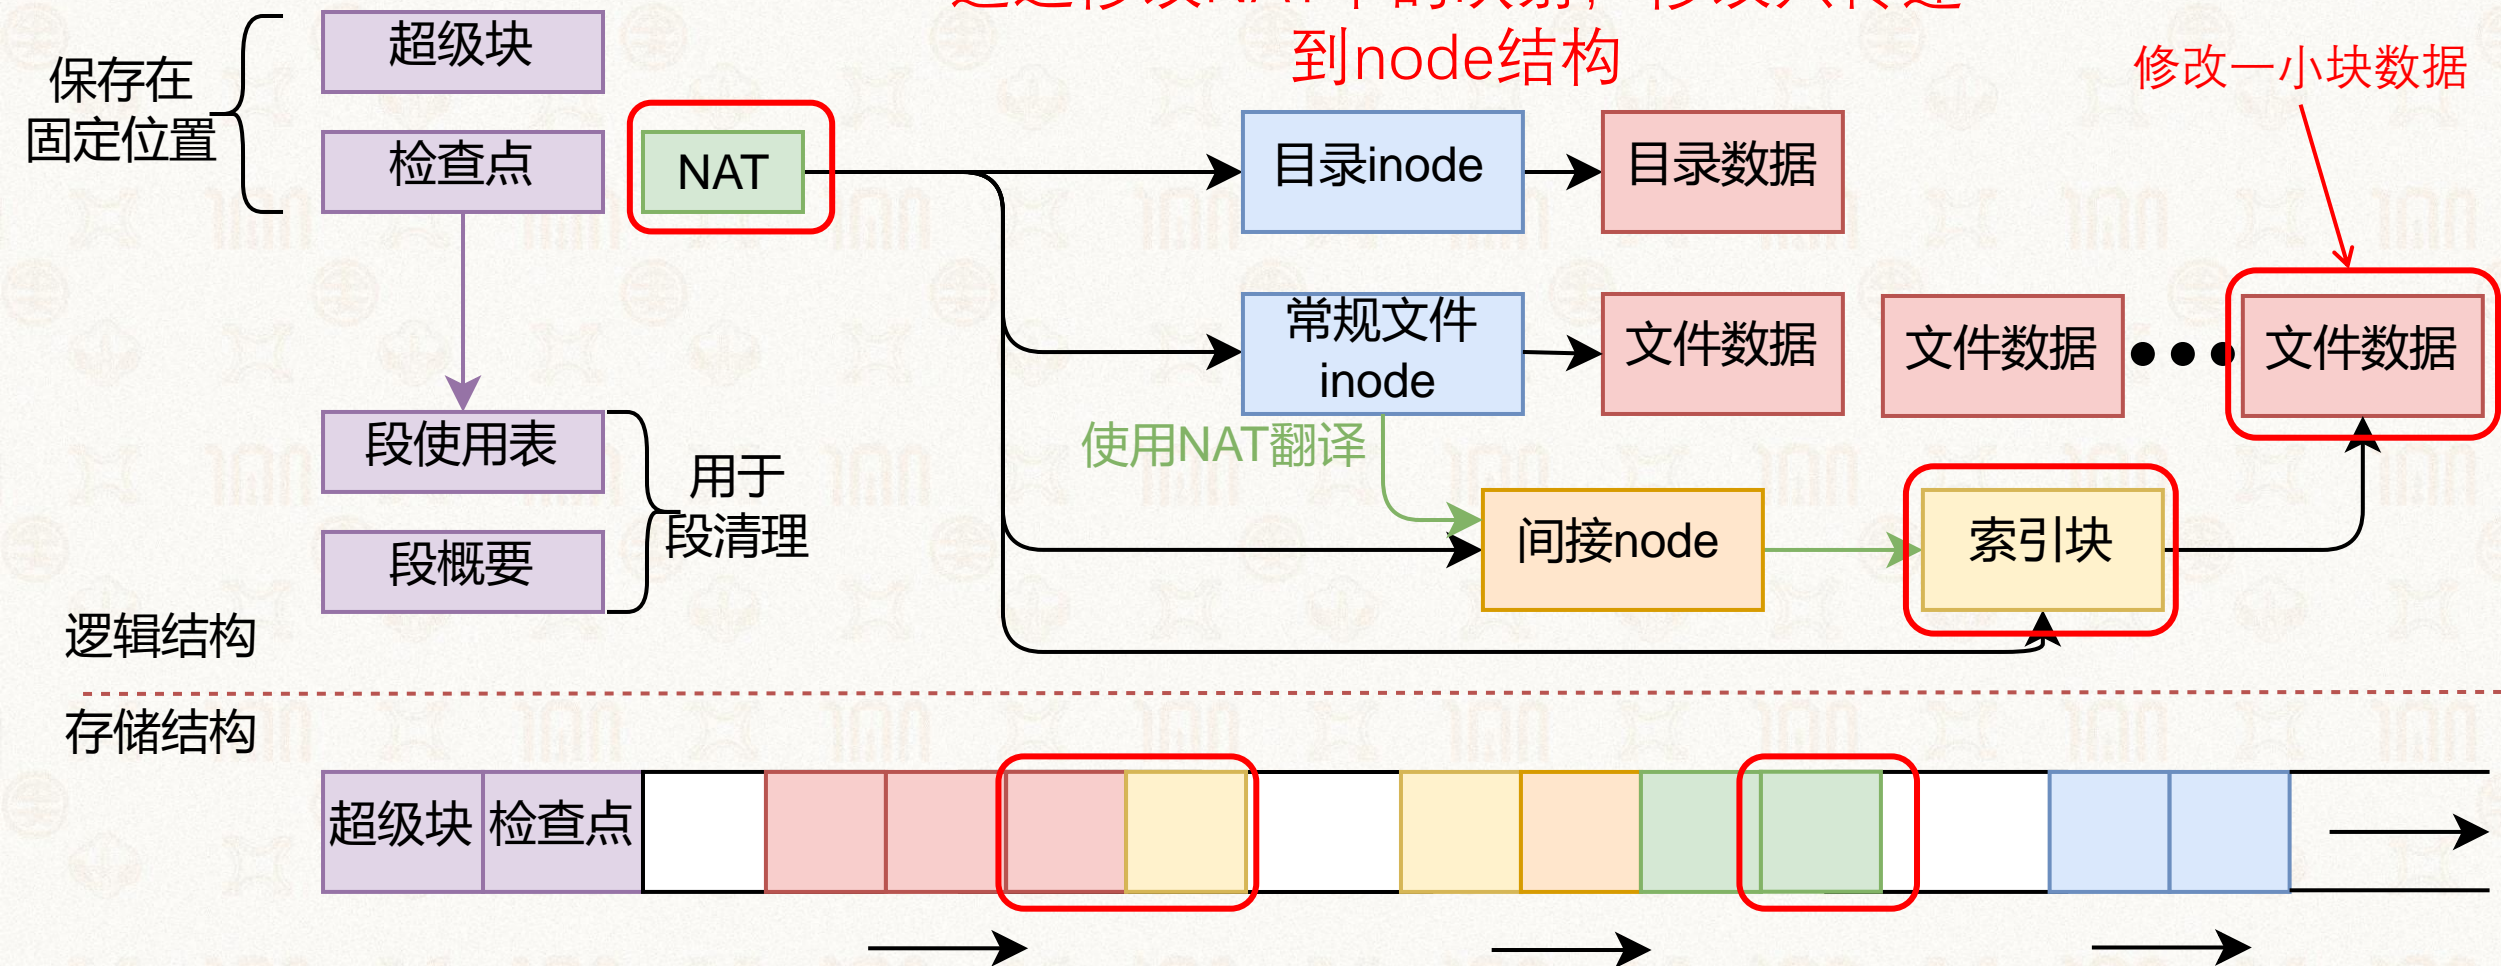 到node结构
修改一小块数据
保存在
固定位置
超级块
检查点
NAT
目录inode
目录数据
常规文件
inode
文件数据
文件数据
文件数据
使用NAT翻译
段使用表
段概要
用于
段清理
间接node
索引块
逻辑结构
存储结构
超级块
检查点